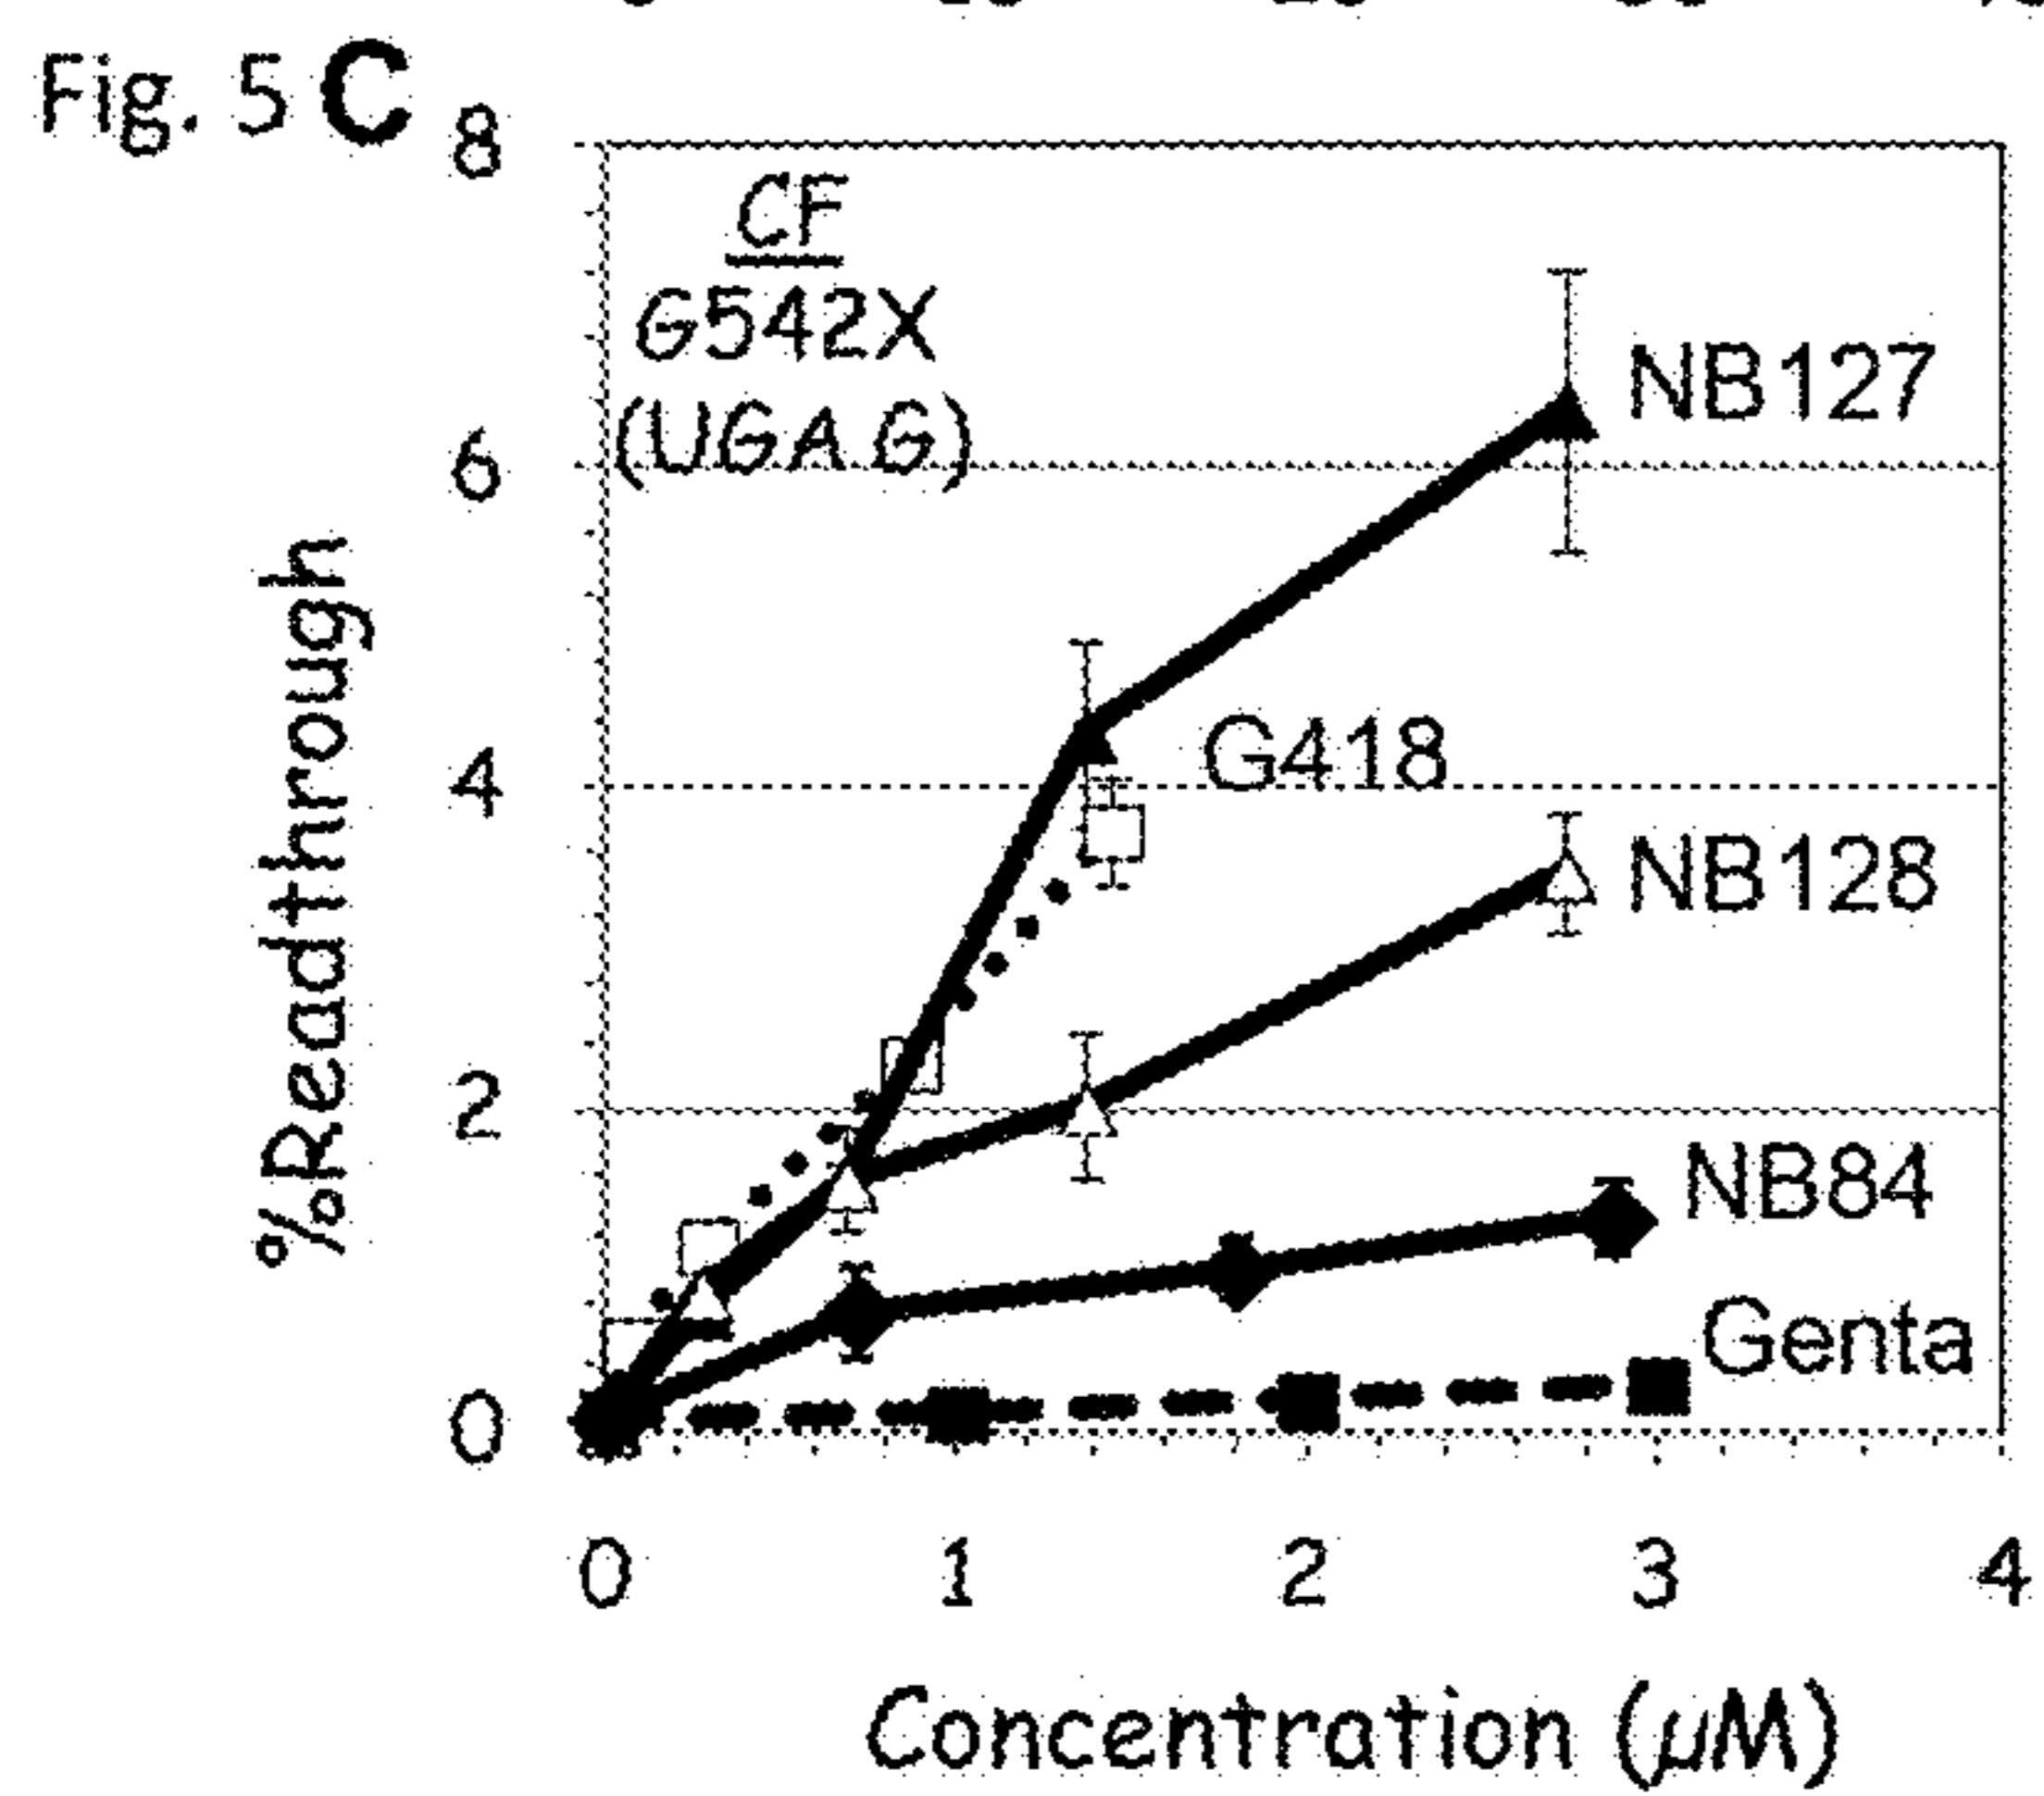 Fig. 5 C
8
CF
G542X
(UGA G)
NB127
6
G418
4
NB128
2
NB84
Genta
0
%Readthrough
0 1 2 3 4
Concentration (µM)